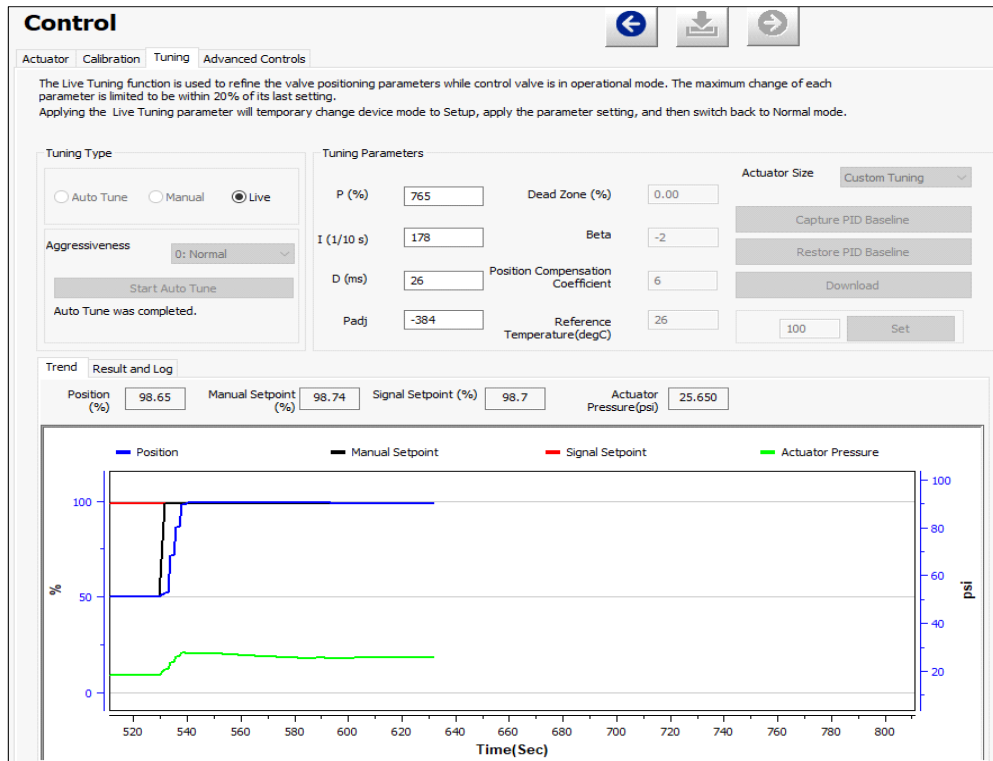 Control
Actuator Calibration Tuning Advanced Controls
The Live Tuning function is used to refine the valve positioning parameters while control valve is in operational mode. The maximum change of each
parameter is limited to be within 20% of its last setting.
Applying the Live Tuning parameter will temporary change device mode to Setup, apply the parameter setting, and then switch back to Normal mode.
Tuning Type
Auto Tune Manual Live
Aggressiveness 0: Normal
Start Auto Tune
Auto Tune was completed.
Tuning Parameters
P (%) 765 Dead Zone (%) 0.00
I (1/10 s) 178 Beta -2
D (ms) 26 Position Compensation
Coefficient 6
Padj -384 Reference
Temperature(degC) 26
Actuator Size Custom Tuning
Capture PID Baseline
Restore PID Baseline
Download
100 Set
Trend Result and Log
Position
(%) 98.65 Manual Setpoint
(%) 98.74 Signal Setpoint (%) 98.7 Actuator
Pressure(psi) 25.650
Position Manual Setpoint Signal Setpoint Actuator Pressure
100
50
0
%
100
80
60
40
20
psi
520 540 560 580 600 620 640 660 680 700 720 740 760 780 800
Time(Sec)